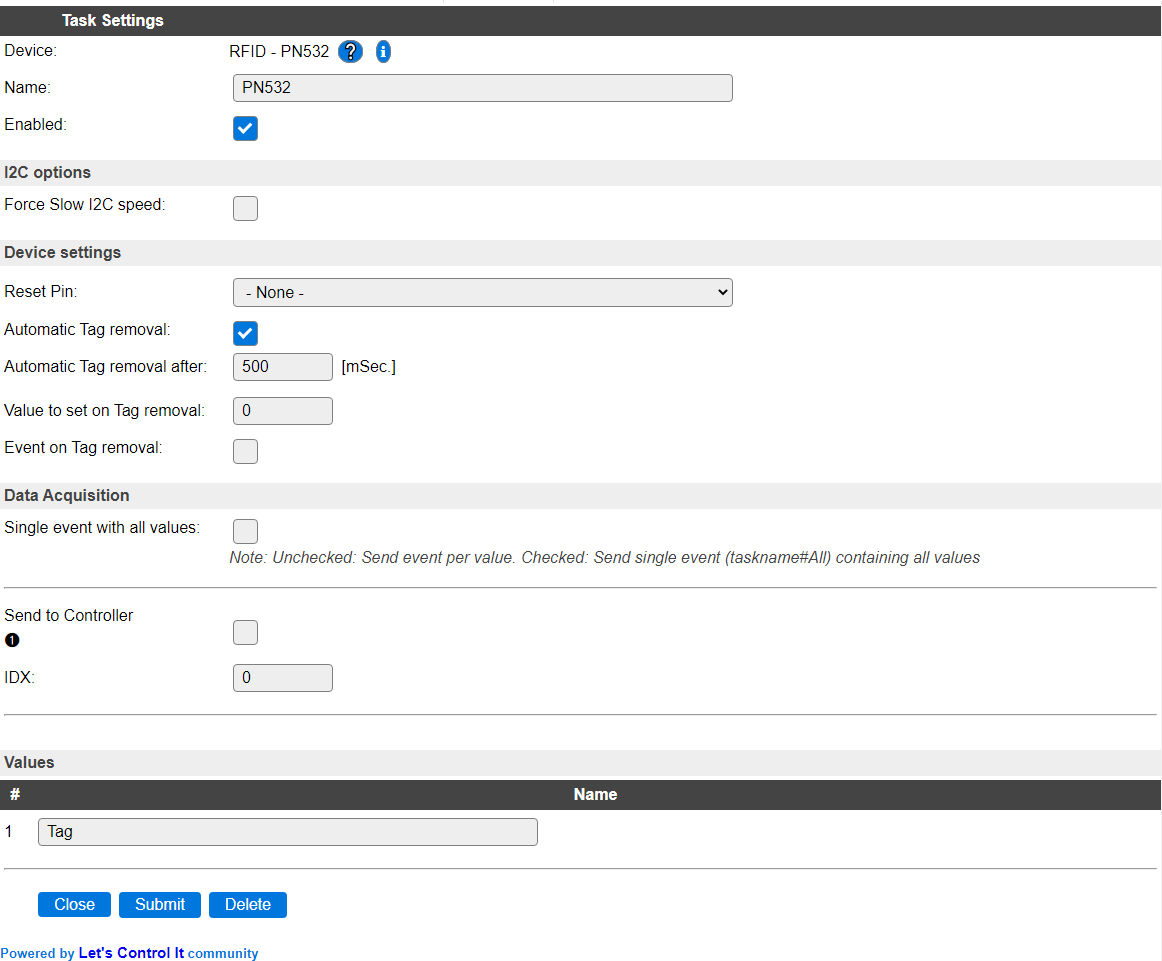 Task Settings
Device: RFID - PN532 ? i
Name: PN532
Enabled:
I2C options
Force Slow I2C speed:
Device settings
Reset Pin: - None -
Automatic Tag removal:
Automatic Tag removal after: 500 [mSec.]
Value to set on Tag removal: 0
Event on Tag removal:
Data Acquisition
Single event with all values:
Note: Unchecked: Send event per value. Checked: Send single event (taskname#All) containing all values
Send to Controller
❶
IDX: 0
Values
# Name
1 Tag
Close Submit Delete
Powered by Let's Control It community